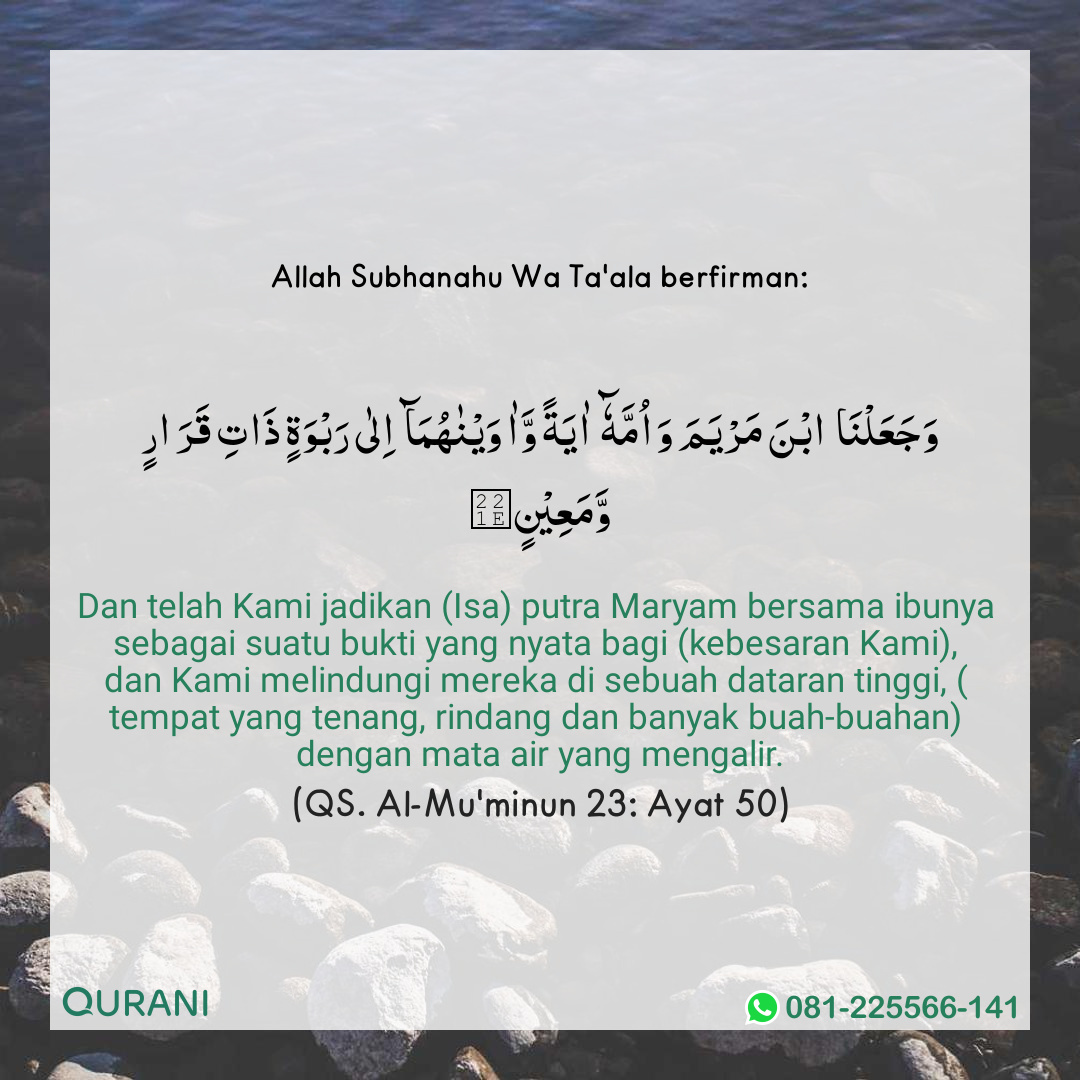 Allah Subhanahu Wa Ta'ala berfirman:
وَجَعَلْنَا ابْنَ مَرْيَمَ وَاُمَّهٗٓ اٰيَةً وَّاٰوَيْنٰهُمَآ اِلٰى رَبْوَةٍ ذَاتِ قَرَارٍ
وَّمَعِيْنٍ
Dan telah Kami jadikan (Isa) putra Maryam bersama ibunya
sebagai suatu bukti yang nyata bagi (kebesaran Kami),
dan Kami melindungi mereka di sebuah dataran tinggi, (
tempat yang tenang, rindang dan banyak buah-buahan)
dengan mata air yang mengalir.
(QS. Al-Mu'minun 23: Ayat 50)
QURANI
081-225566-141